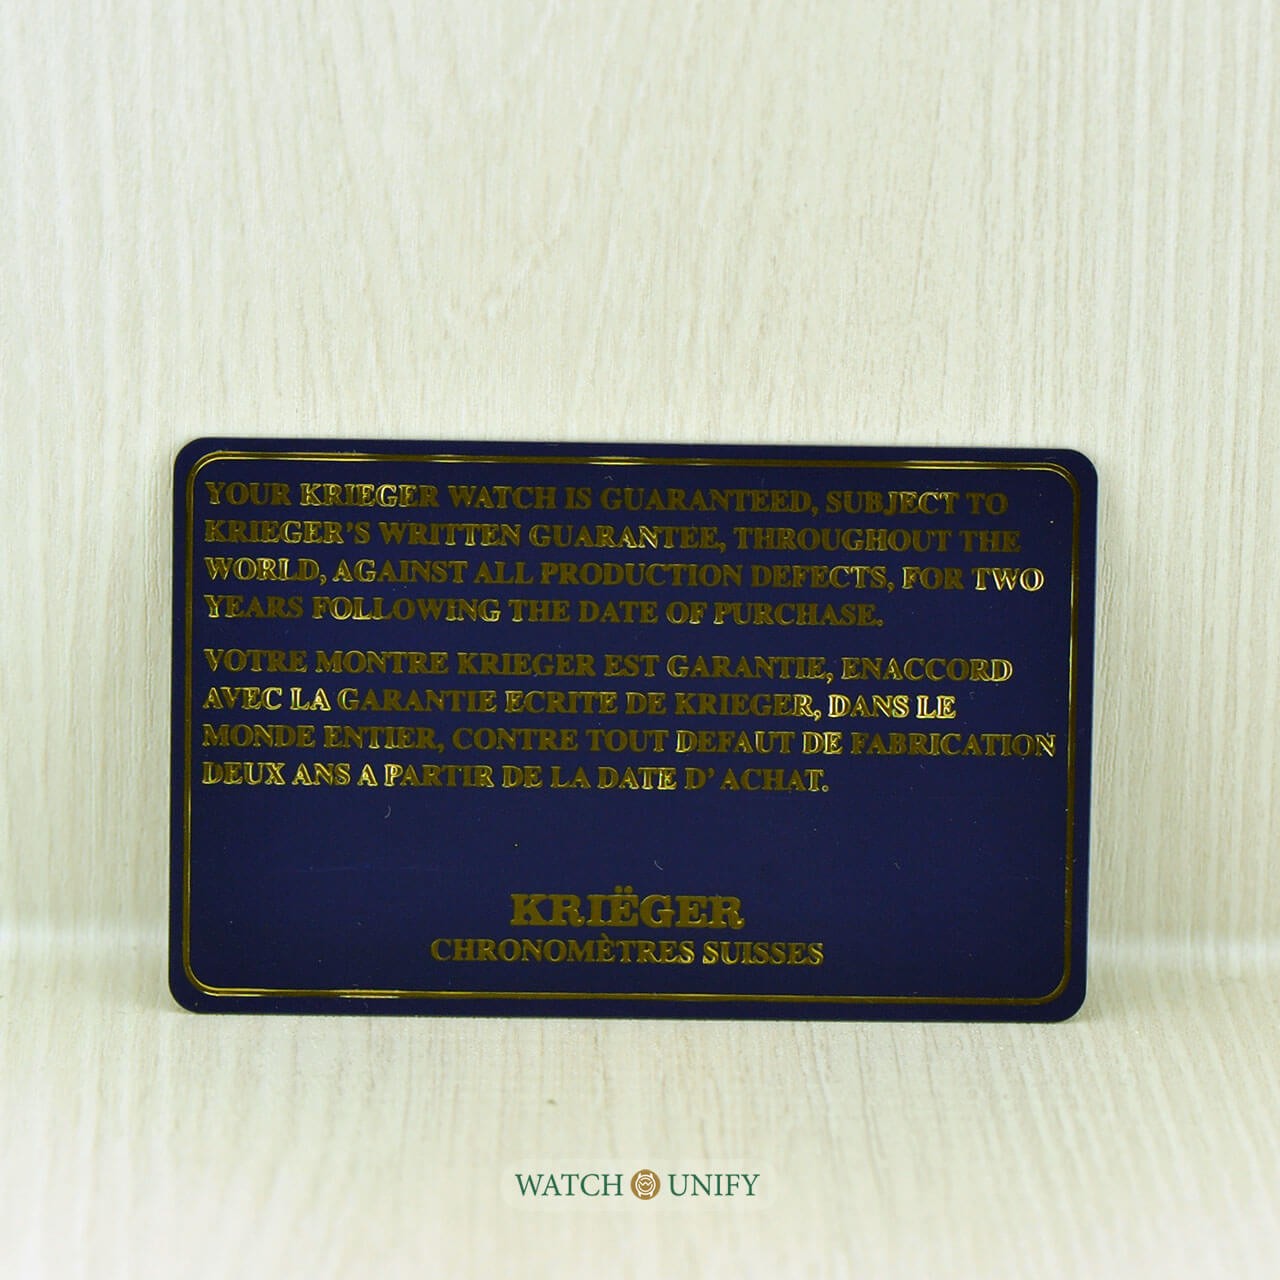 YOUR KRIEGER WATCH IS GUARANTEED, SUBJECT TO
KRIEGER'S WRITTEN GUARANTEE, THROUGHOUT THE
WORLD, AGAINST ALL PRODUCTION DEFECTS, FOR TWO
YEARS FOLLOWING THE DATE OF PURCHASE.
VOTRE MONTRE KRIEGER EST GARANTIE, ENACCORD
AVEC LA GARANTIE ECRITE DE KRIEGER, DANS LE
MONDE ENTIER, CONTRE TOUT DEFAUT DE FABRICATION
DEUX ANS A PARTIR DE LA DATE D' ACHAT.
KRIËGER
CHRONOMÈTRES SUISSES
WATCH UNIFY